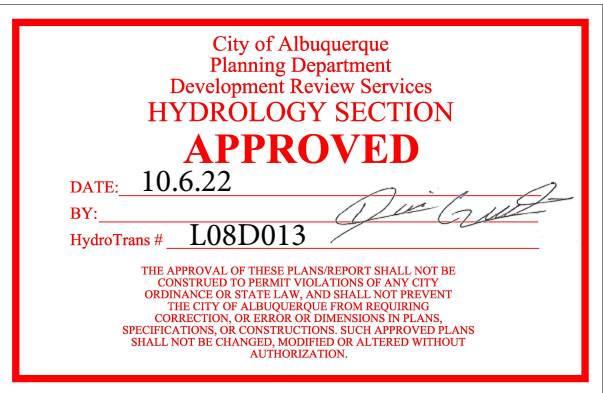 City of Albuquerque
Planning Department
Development Review Services
HYDROLOGY SECTION
APPROVED
DATE: 10.6.22
BY:
HydroTrans # L08D013
THE APPROVAL OF THESE PLANS/REPORT SHALL NOT BE
CONSTRUED TO PERMIT VIOLATIONS OF ANY CITY
ORDINANCE OR STATE LAW, AND SHALL NOT PREVENT
THE CITY OF ALBUQUERQUE FROM REQUIRING
CORRECTION, OR ERROR OR DIMENSIONS IN PLANS,
SPECIFICATIONS, OR CONSTRUCTIONS. SUCH APPROVED PLANS
SHALL NOT BE CHANGED, MODIFIED OR ALTERED WITHOUT
AUTHORIZATION.